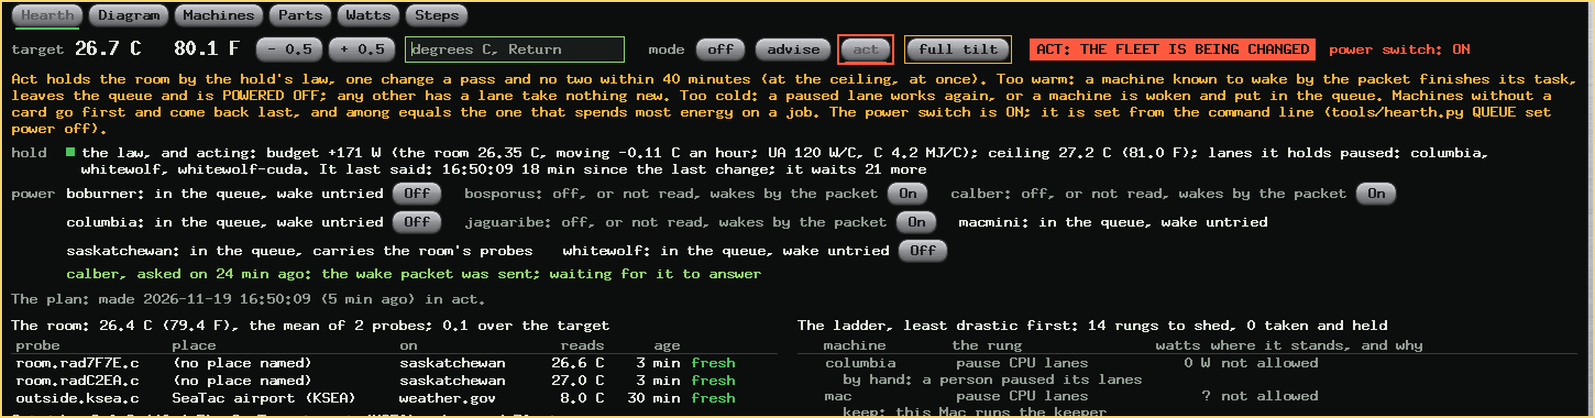 Hearth Diagram Machines Parts Watts Steps
target 26.7 C 80.1 F - 0.5 + 0.5 degrees C, Return mode off advise act full tilt ACT: THE FLEET IS BEING CHANGED power switch: ON
Act holds the room by the hold's law, one change a pass and no two within 40 minutes (at the ceiling, at once). Too warm: a machine known to wake by the packet finishes its task,
leaves the queue and is POWERED OFF; any other has a lane take nothing new. Too cold: a paused lane works again, or a machine is woken and put in the queue. Machines without a
card go first and come back last, and among equals the one that spends most energy on a job. The power switch is ON; it is set from the command line (tools/hearth.py QUEUE set
power off).
hold the law, and acting: budget +171 W (the room 26.35 C, moving -0.11 C an hour; UA 120 W/C, C 4.2 MJ/C); ceiling 27.2 C (81.0 F); lanes it holds paused: columbia,
whitewolf, whitewolf-cuda. It last said: 16:50:09 18 min since the last change; it waits 21 more
power boburner: in the queue, wake untried Off bosporus: off, or not read, wakes by the packet On calber: off, or not read, wakes by the packet On
columbia: in the queue, wake untried Off jaguaribe: off, or not read, wakes by the packet On macmini: in the queue, wake untried
saskatchewan: in the queue, carries the room's probes whitewolf: in the queue, wake untried Off
calber, asked on 24 min ago: the wake packet was sent; waiting for it to answer
The plan: made 2026-11-19 16:50:09 (5 min ago) in act.
The room: 26.4 C (79.4 F), the mean of 2 probes; 0.1 over the target
probe place on reads age
room.rad7F7E.c (no place named) saskatchewan 26.6 C 3 min fresh
room.radC2EA.c (no place named) saskatchewan 27.0 C 3 min fresh
outside.ksea.c SeaTac airport (KSEA) weather.gov 8.0 C 30 min fresh
The ladder, least drastic first: 14 rungs to shed, 0 taken and held
machine the rung watts where it stands, and why
columbia pause CPU lanes 0 W not allowed
by hand: a person paused its lanes
mac pause CPU lanes ? not allowed
keep: this Mac runs the keeper